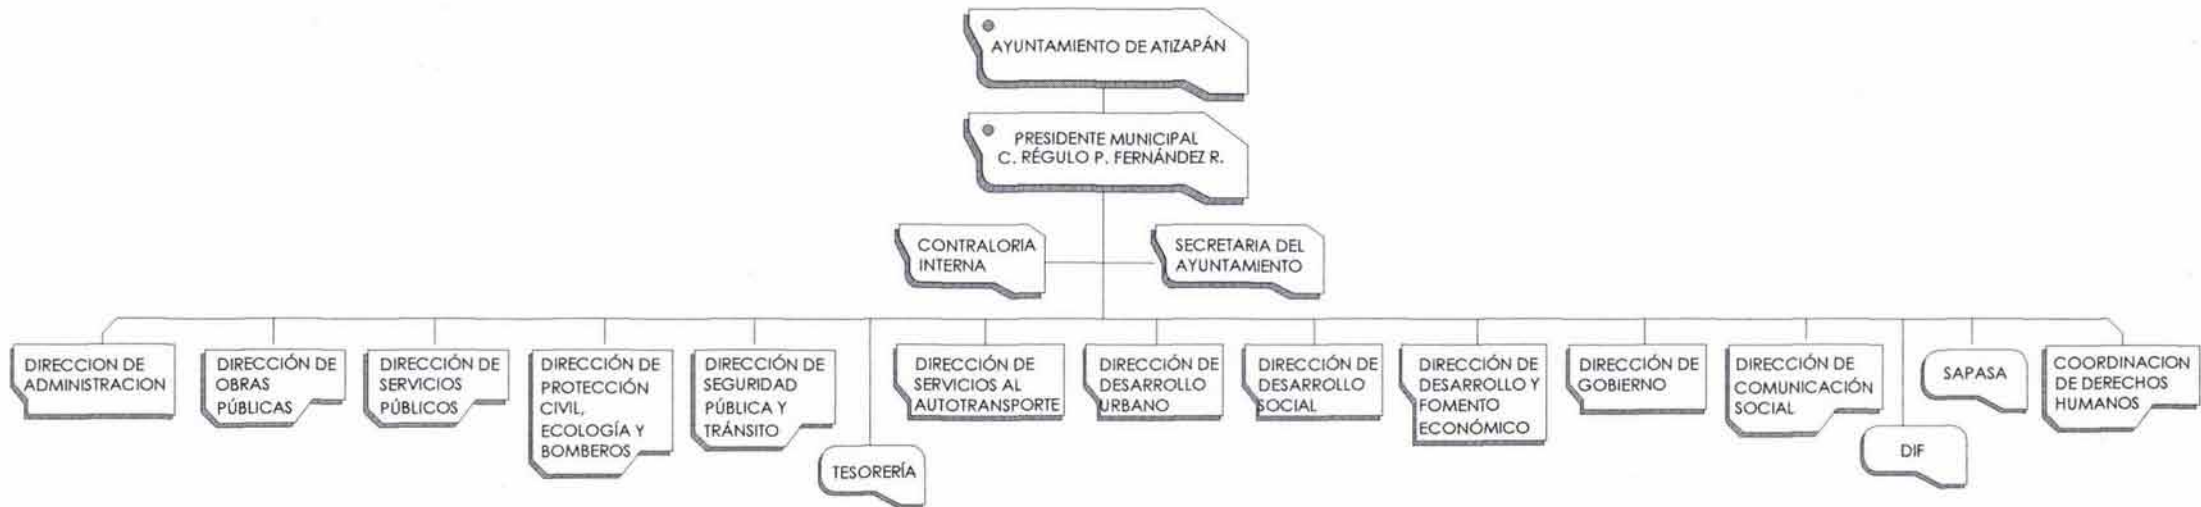 AYUNTAMIENTO DE ATIZAPÁN
PRESIDENTE MUNICIPAL
C. RÉGULO P. FERNÁNDEZ R.
CONTRALORIA
INTERNA
SECRETARIA DEL
AYUNTAMIENTO
DIRECCION DE
ADMINISTRACION
DIRECCIÓN DE
OBRAS
PÚBLICAS
DIRECCIÓN DE
SERVICIOS
PÚBLICOS
DIRECCIÓN DE
PROTECCIÓN
CIVIL,
ECOLOGÍA Y
BOMBEROS
DIRECCIÓN DE
SEGURIDAD
PÚBLICA Y
TRÁNSITO
TESORERÍA
DIRECCIÓN DE
SERVICIOS AL
AUTOTRANSPORTE
DIRECCIÓN DE
DESARROLLO
URBANO
DIRECCIÓN DE
DESARROLLO
SOCIAL
DIRECCIÓN DE
DESARROLLO Y
FOMENTO
ECONÓMICO
DIRECCIÓN DE
GOBIERNO
DIRECCIÓN DE
COMUNICACIÓN
SOCIAL
DIF
SAPASA
COORDINACION
DE DERECHOS
HUMANOS